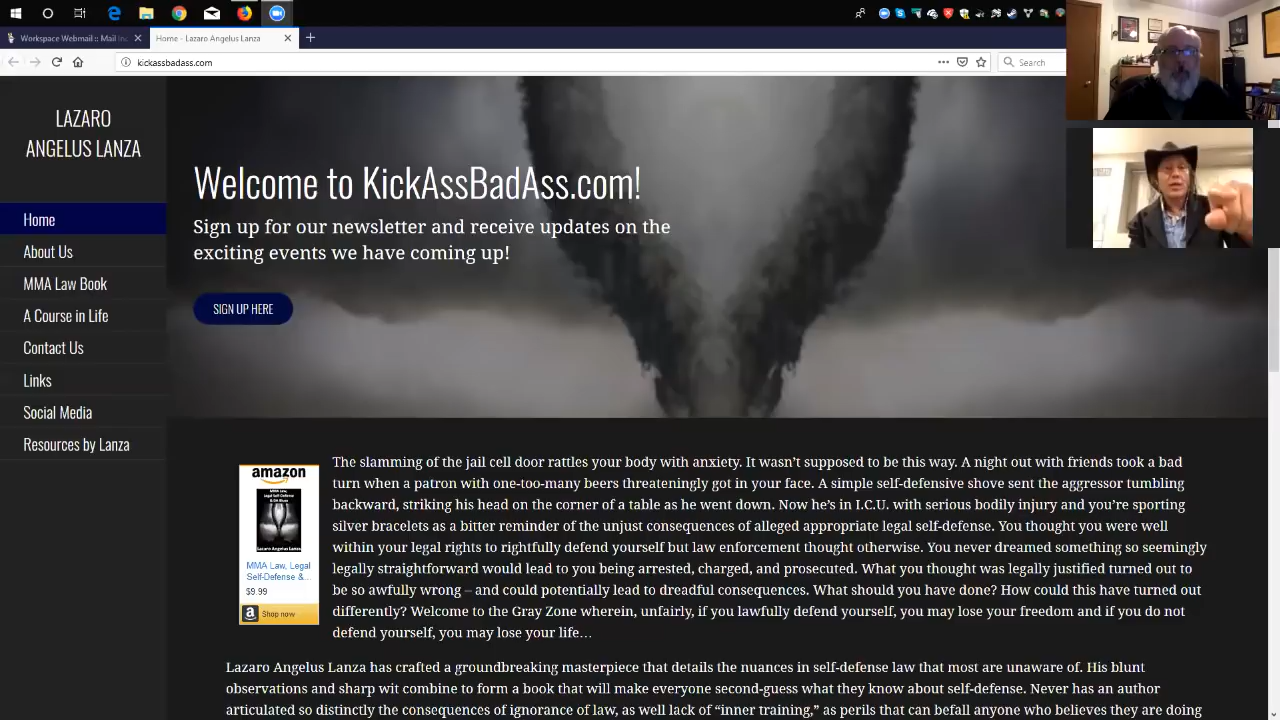 Workspace Webmail :: Mail In
Home - Lazaro Angelus Lanza
kickassbadass.com
Search
LAZARO
ANGELUS LANZA
Home
About Us
MMA Law Book
A Course in Life
Contact Us
Links
Social Media
Resources by Lanza
Welcome to KickAssBadAss.com!
Sign up for our newsletter and receive updates on the
exciting events we have coming up!
SIGN UP HERE
amazon
MMA Law,
Legal Self-Defense
Lazaro Angelus Lanza
MMA Law, Legal
Self-Defense &...
$9.99
Shop now
The slamming of the jail cell door rattles your body with anxiety. It wasn't supposed to be this way. A night out with friends took a bad
turn when a patron with one-too-many beers threateningly got in your face. A simple self-defensive shove sent the aggressor tumbling
backward, striking his head on the corner of a table as he went down. Now he's in I.C.U. with serious bodily injury and you're sporting
silver bracelets as a bitter reminder of the unjust consequences of alleged appropriate legal self-defense. You thought you were well
within your legal rights to rightfully defend yourself but law enforcement thought otherwise. You never dreamed something so seemingly
legally straightforward would lead to you being arrested, charged, and prosecuted. What you thought was legally justified turned out to
be so awfully wrong – and could potentially lead to dreadful consequences. What should you have done? How could this have turned out
differently? Welcome to the Gray Zone wherein, unfairly, if you lawfully defend yourself, you may lose your freedom and if you do not
defend yourself, you may lose your life…
Lazaro Angelus Lanza has crafted a groundbreaking masterpiece that details the nuances in self-defense law that most are unaware of. His blunt
observations and sharp wit combine to form a book that will make everyone second-guess what they know about self-defense. Never has an author
articulated so distinctly the consequences of ignorance of law, as well lack of “inner training,” as perils that can befall anyone who believes they are doing